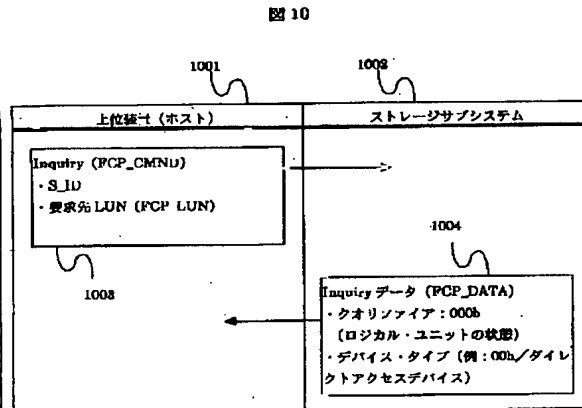 図10
1001
1002
上位装置（ホスト）
ストレージサブシステム
Inquiry（FCP_CMND）
・S_ID
・要求先 LUN（FCP LUN）
1003
1004
Inquiry データ（FCP_DATA）
・クオリファイア：000b
（ロジカル・ユニットの状態）
・デバイス・タイプ（例：00h／ダイレ
クトアクセスデバイス）